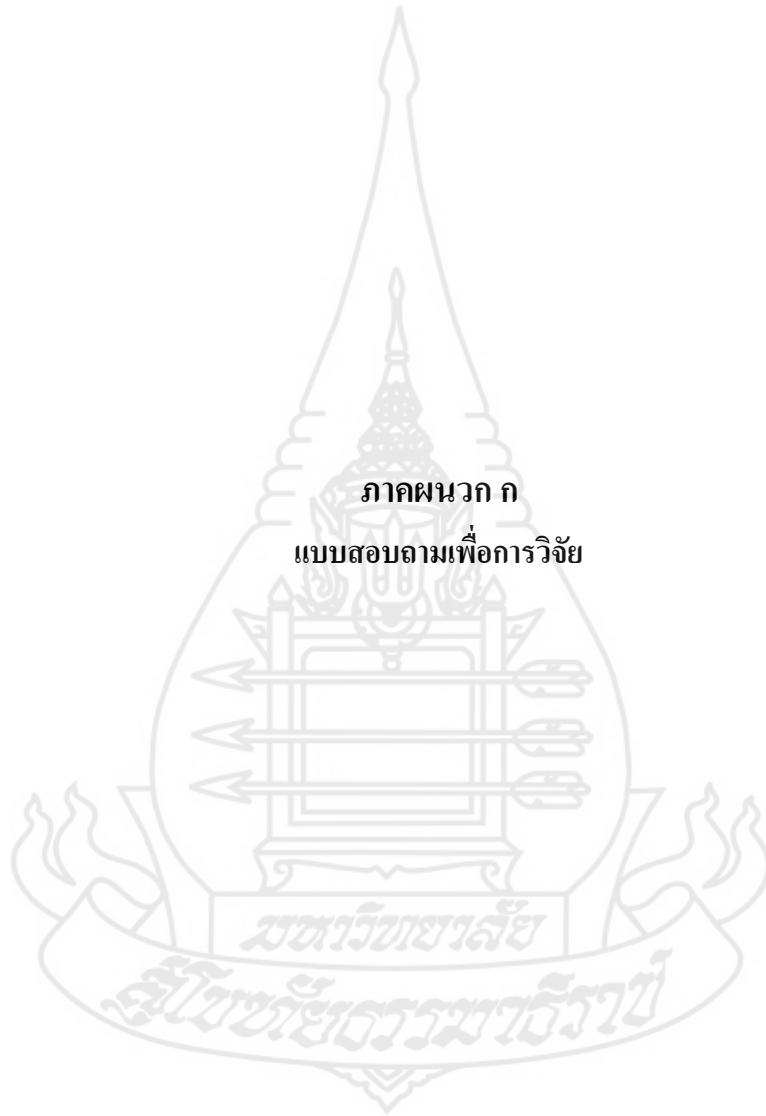 ภาคผนวก ก
แบบสอบถามเพื่อการวิจัย
มหาวิทยาลัย
สุโขทัยธรรมาธิราช